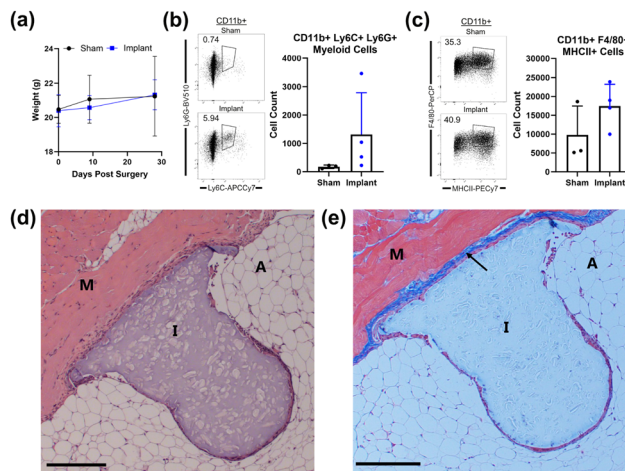 (a)
Sham
Implant
Weight (g)
24
22
20
18
0
10
20
30
Days Post Surgery
(b)
CD11b+
Sham
0.74
Implant
5.94
Ly6G-BV510
Ly6C-APCCy7
CD11b+ Ly6C+ Ly6G+
Myeloid Cells
Cell Count
4000
3000
2000
1000
0
Sham
Implant
(c)
CD11b+
Sham
35.3
Implant
40.9
F4/80-PerCP
MHCII-PECy7
CD11b+ F4/80+
MHCII+ Cells
Cell Count
30000
25000
20000
15000
10000
5000
0
Sham
Implant
(d)
M
A
I
(e)
M
A
I